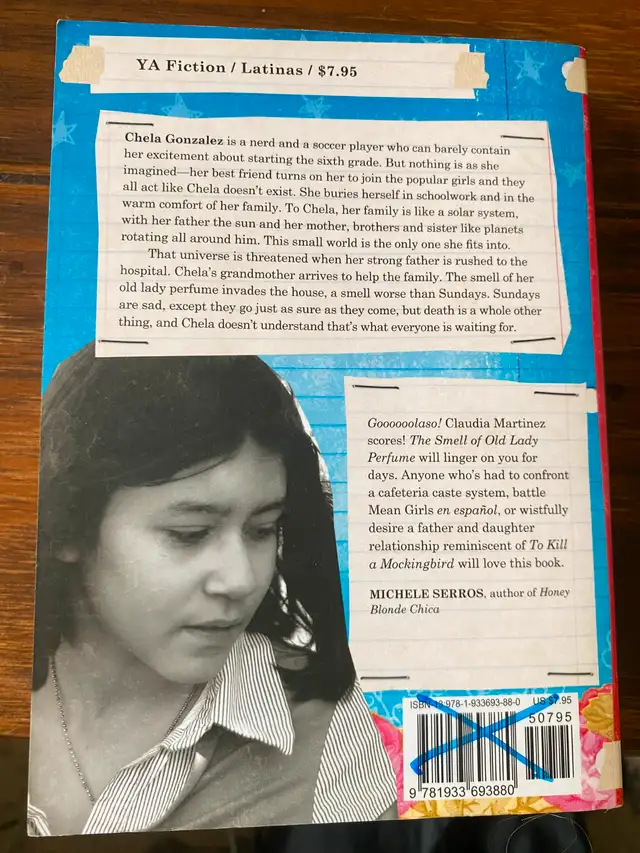 YA Fiction / Latinas / $7.95
Chela Gonzalez is a nerd and a soccer player who can barely contain
her excitement about starting the sixth grade. But nothing is as she
imagined—her best friend turns on her to join the popular girls and they
all act like Chela doesn't exist. She buries herself in schoolwork and in the
warm comfort of her family. To Chela, her family is like a solar system,
with her father the sun and her mother, brothers and sister like planets
rotating all around him. This small world is the only one she fits into.
That universe is threatened when her strong father is rushed to the
hospital. Chela's grandmother arrives to help the family. The smell of her
old lady perfume invades the house, a smell worse than Sundays. Sundays
are sad, except they go just as sure as they come, but death is a whole other
thing, and Chela doesn't understand that's what everyone is waiting for.
Goooooolaso! Claudia Martinez
scores! The Smell of Old Lady
Perfume will linger on you for
days. Anyone who's had to confront
a cafeteria caste system, battle
Mean Girls en español, or wistfully
desire a father and daughter
relationship reminiscent of To Kill
a Mockingbird will love this book.
MICHELE SERROS, author of Honey
Blonde Chica
ISBN-13:978-1-933693-88-0 US $7.95
50795
9 781933 693880